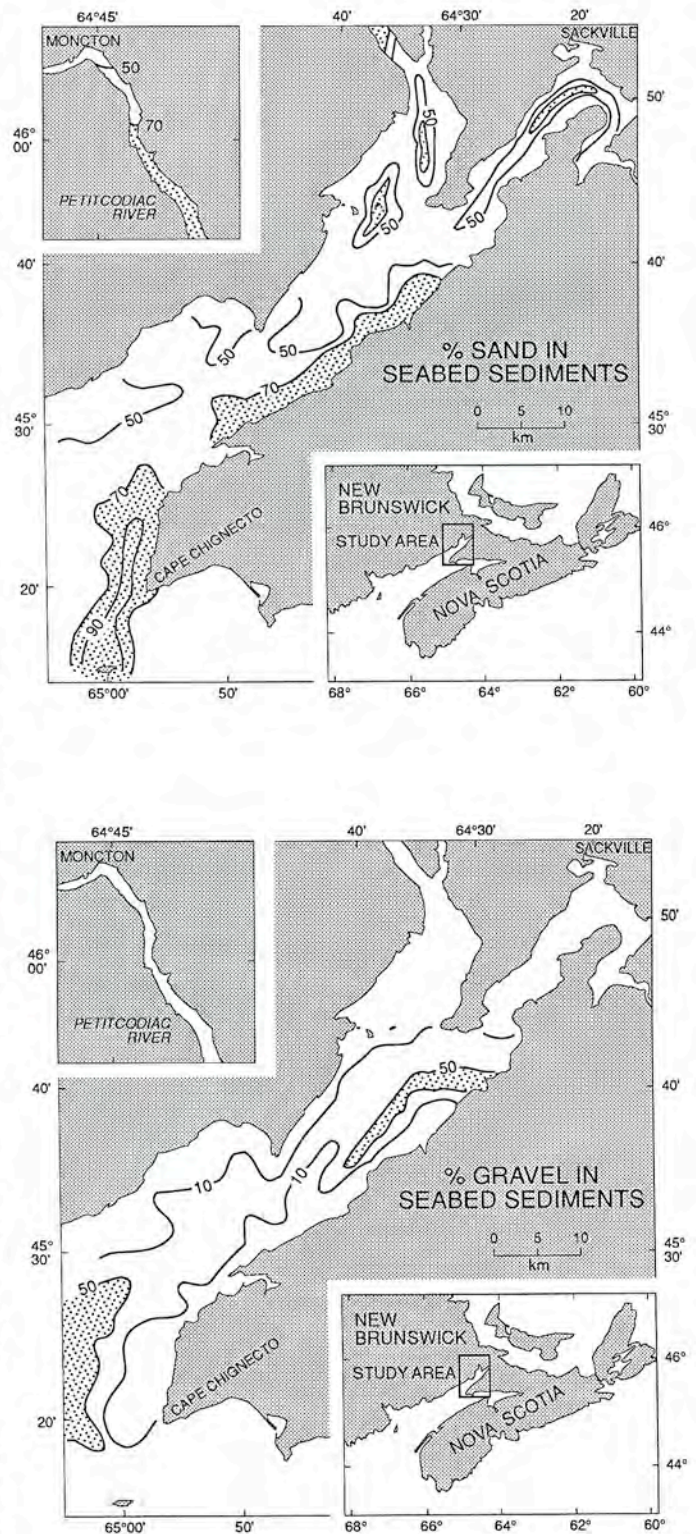 64°45'
40'
64°30'
20'
MONCTON
SACKVILLE
50
50
50'
46°
00'
70
PETITCODIAC
RIVER
50
50
40'
40'
50
50
% SAND IN
SEABED SEDIMENTS
50
70
45°
30'
0 5 10
km
45°
30'
NEW
BRUNSWICK
70
STUDY AREA
46°
CAPE CHIGNECTO
20'
NOVA SCOTIA
90
44°
65°00'
50'
68° 66° 64° 62° 60°
64°45'
40'
64°30'
20'
MONCTON
SACKVILLE
50'
46°
00'
PETITCODIAC
RIVER
50
40'
40'
10
10
% GRAVEL IN
SEABED SEDIMENTS
45°
30'
0 5 10
km
45°
30'
50
NEW
BRUNSWICK
STUDY AREA
46°
CAPE CHIGNECTO
20'
NOVA SCOTIA
44°
65°00'
50'
68° 66° 64° 62° 60°